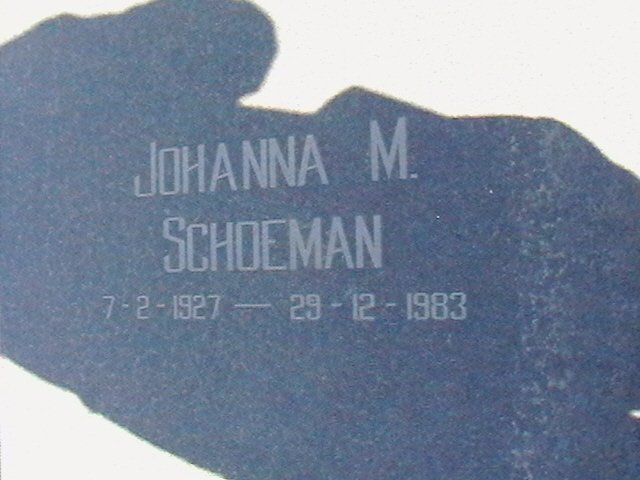 JOHANNA M.
SCHOEMAN
7-2-1927 — 29-12-1983